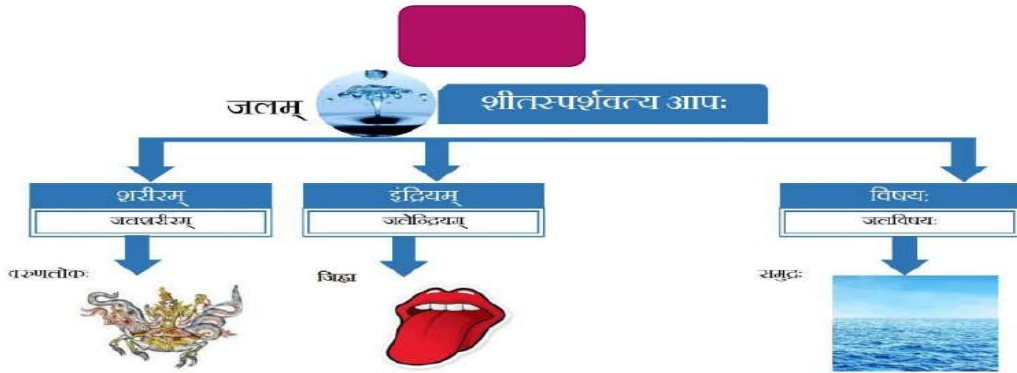 जलम्
शीतस्पर्शवत्य आपः
शरीरम्
इंद्रियम्
विषय:
जलशरीरम्
जलेन्द्रियम्
जलविषय:
वरुणलोक:
जिह्वा
समुद्र: